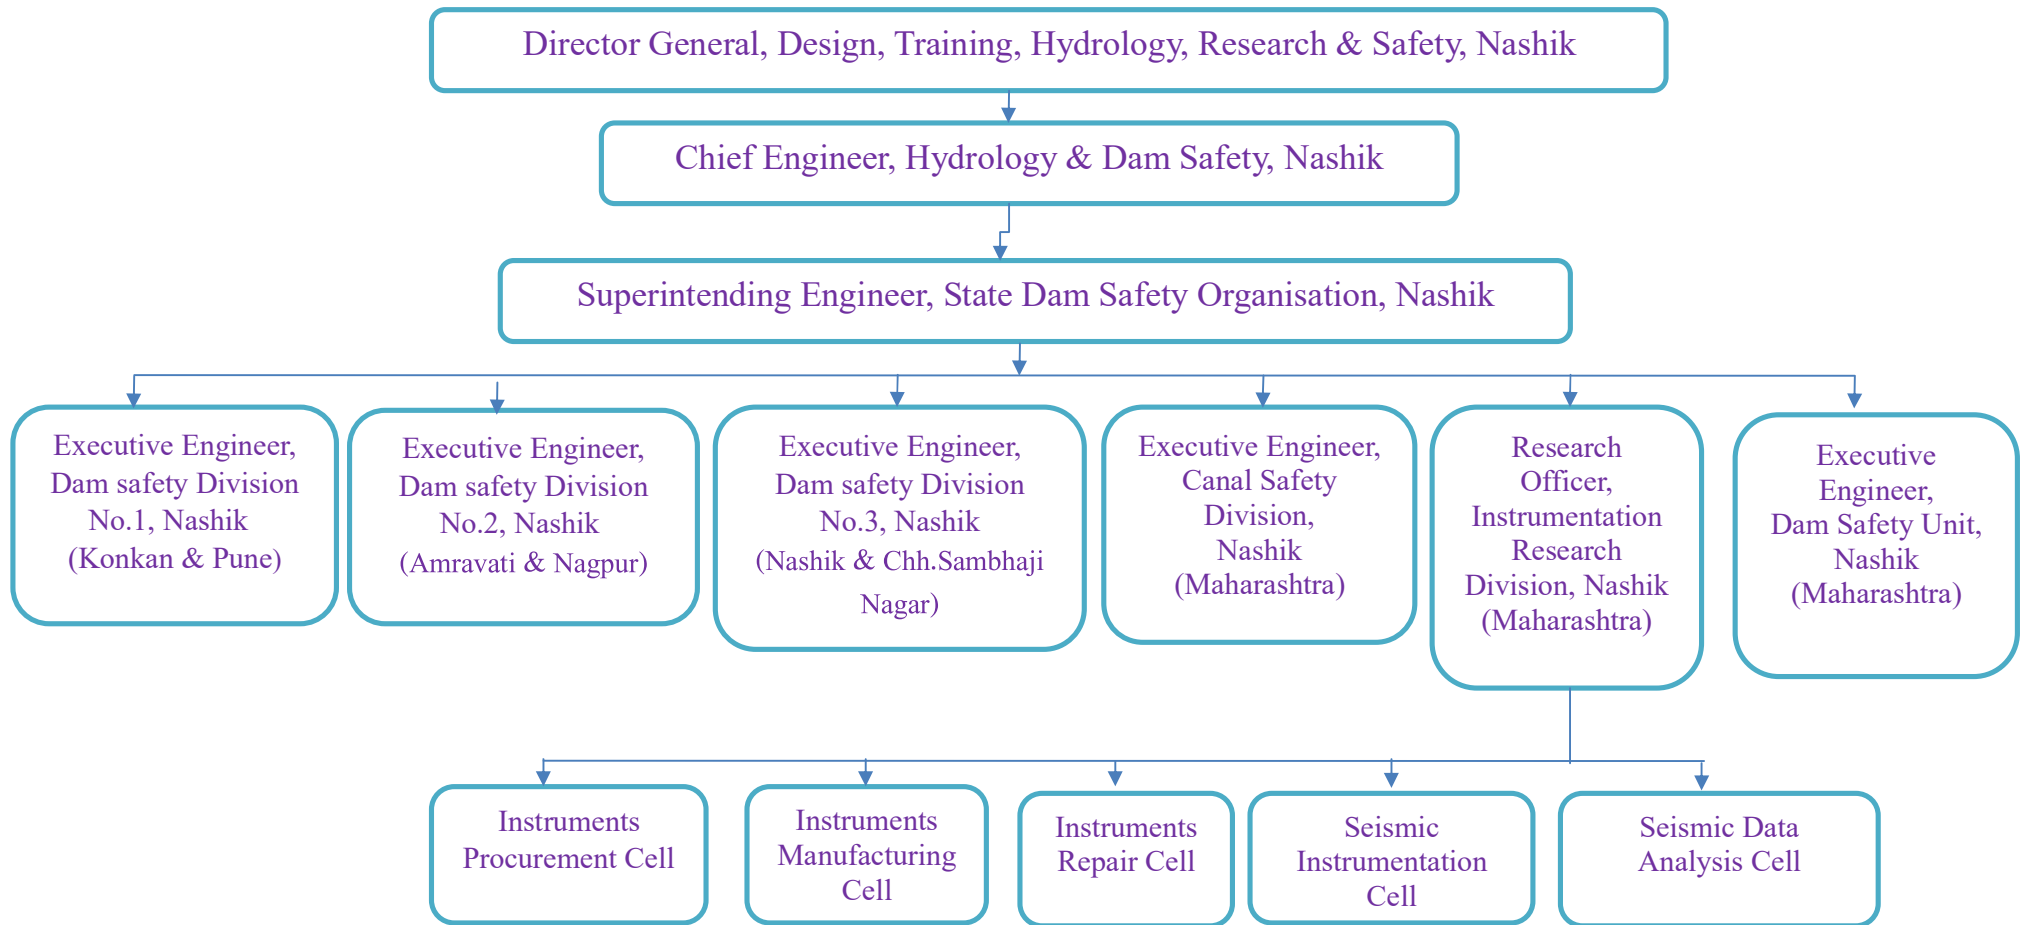 Director General, Design, Training, Hydrology, Research & Safety, Nashik
Chief Engineer, Hydrology & Dam Safety, Nashik
Superintending Engineer, State Dam Safety Organisation, Nashik
Executive Engineer,
Dam safety Division
No.1, Nashik
(Konkan & Pune)
Executive Engineer,
Dam safety Division
No.2, Nashik
(Amravati & Nagpur)
Executive Engineer,
Dam safety Division
No.3, Nashik
(Nashik & Chh.Sambhaji
Nagar)
Executive Engineer,
Canal Safety
Division,
Nashik
(Maharashtra)
Research
Officer,
Instrumentation
Research
Division, Nashik
(Maharashtra)
Executive
Engineer,
Dam Safety Unit,
Nashik
(Maharashtra)
Instruments
Procurement Cell
Instruments
Manufacturing
Cell
Instruments
Repair Cell
Seismic
Instrumentation
Cell
Seismic Data
Analysis Cell